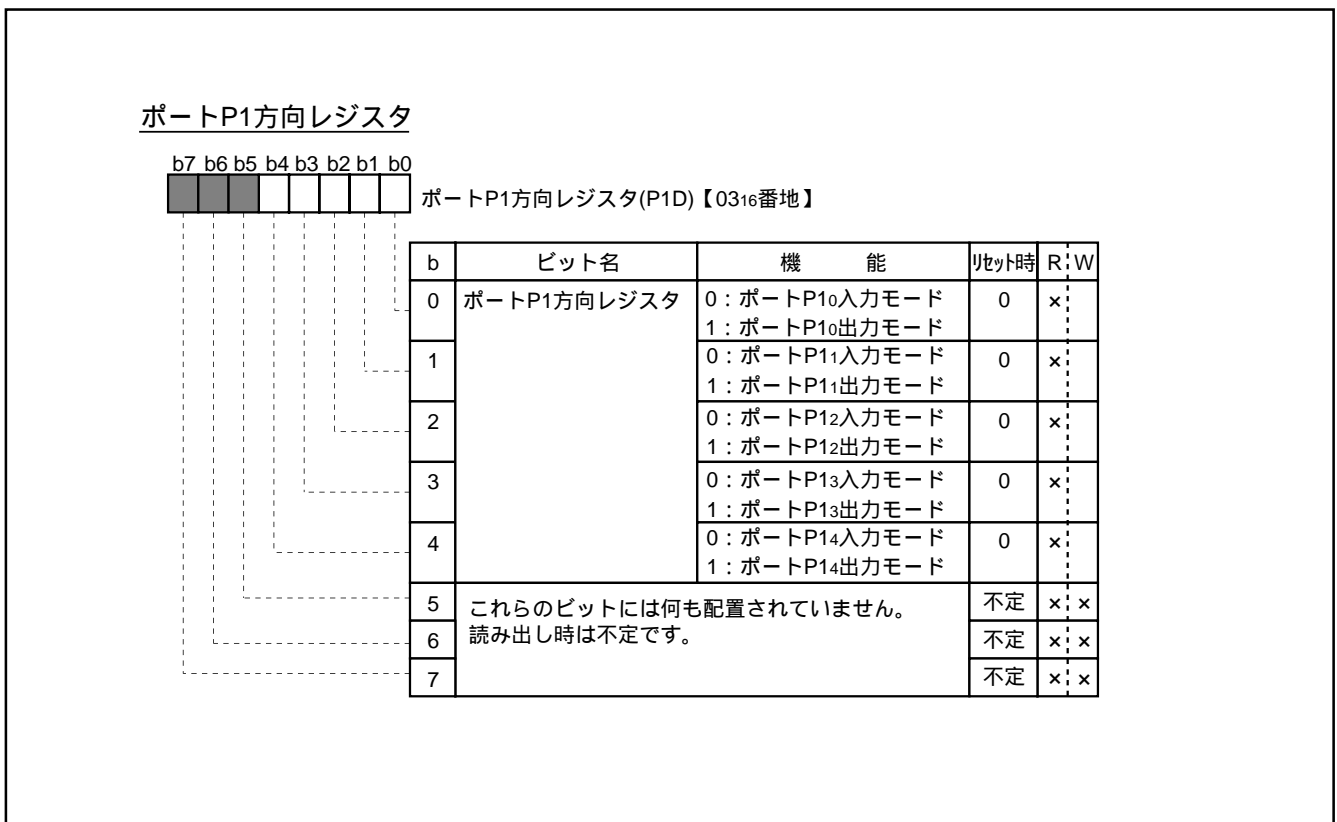 ポートP1方向レジスタ
b7 b6 b5 b4 b3 b2 b1 b0
ポートP1方向レジスタ(P1D)【0316番地】
b ビット名 機 能 リセット時 R W
0 ポートP1方向レジスタ 0：ポートP10入力モード 0 ×
1：ポートP10出力モード
1 0：ポートP11入力モード 0 ×
1：ポートP11出力モード
2 0：ポートP12入力モード 0 ×
1：ポートP12出力モード
3 0：ポートP13入力モード 0 ×
1：ポートP13出力モード
4 0：ポートP14入力モード 0 ×
1：ポートP14出力モード
5 これらのビットには何も配置されていません。 不定 × ×
6 読み出し時は不定です。 不定 × ×
7 不定 × ×